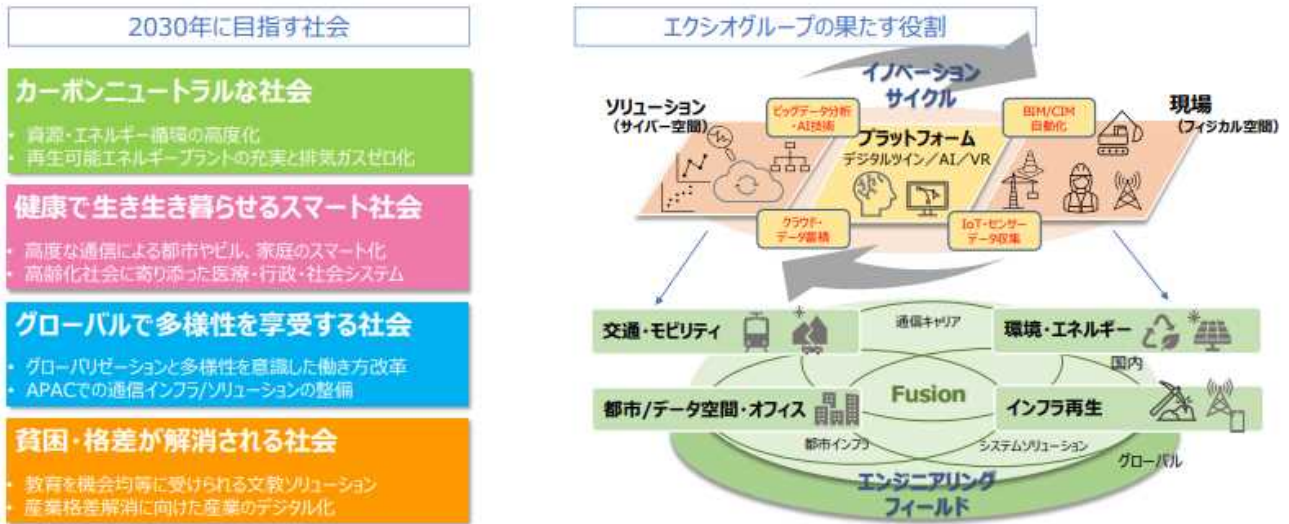 2030年に目指す社会
カーボンニュートラルな社会
• 資源・エネルギー循環の高度化
• 再生可能エネルギープラントの充実と排気ガスゼロ化
健康で生き生き暮らせるスマート社会
• 高度な通信による都市やビル、家庭のスマート化
• 高齢化社会に寄り添った医療・行政・社会システム
グローバルで多様性を享受する社会
• グローバリゼーションと多様性を意識した働き方改革
• APACでの通信インフラ/ソリューションの整備
貧困・格差が解消される社会
• 教育を機会均等に受けられる文教ソリューション
• 産業格差解消に向けた産業のデジタル化
エクシオグループの果たす役割
イノベーション
サイクル
ソリューション
（サイバー空間）
ビッグデータ分析
・AI技術
BIM/CIM
自動化
現場
（フィジカル空間）
プラットフォーム
デジタルツイン／AI／VR
クラウド・
データ蓄積
IoT・センサー
データ収集
交通・モビリティ
通信キャリア
環境・エネルギー
国内
都市/データ空間・オフィス
Fusion
インフラ再生
都市インフラ
システムソリューション
グローバル
エンジニアリング
フィールド